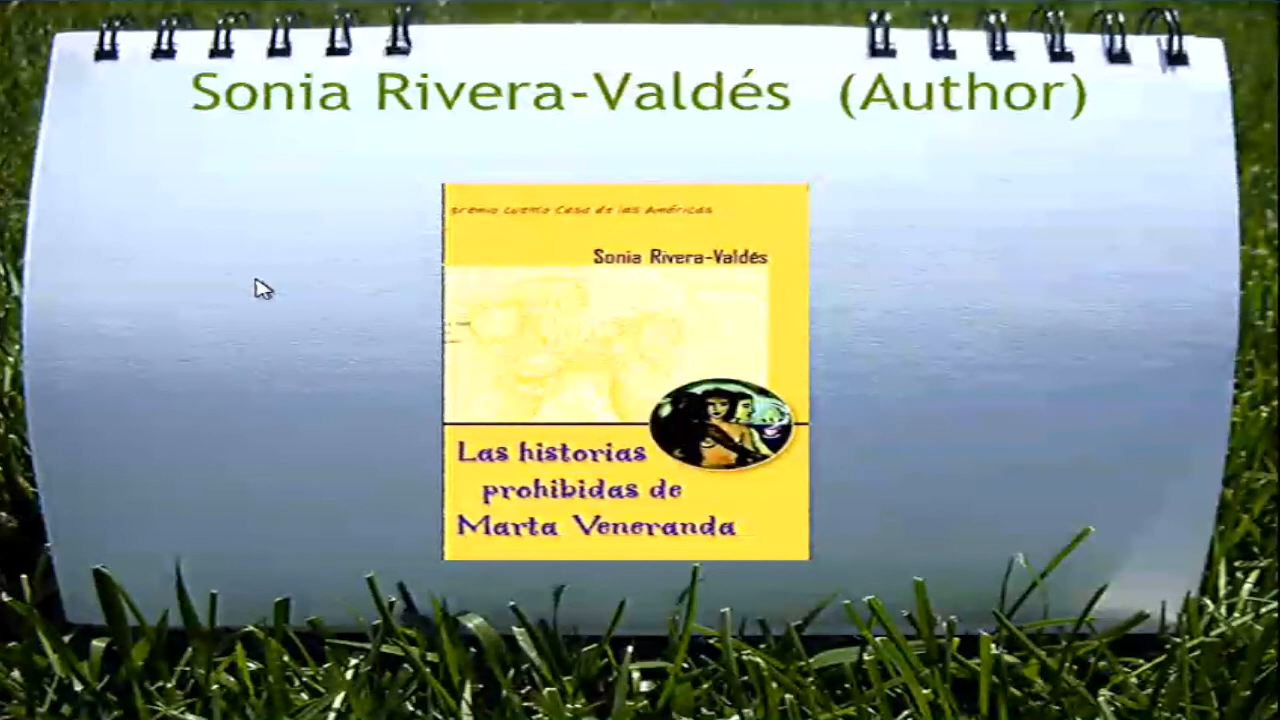 Sonia Rivera-Valdés (Author)
premio cuento Casa de las Américas
Sonia Rivera-Valdés
Las historias
prohibidas de
Marta Veneranda